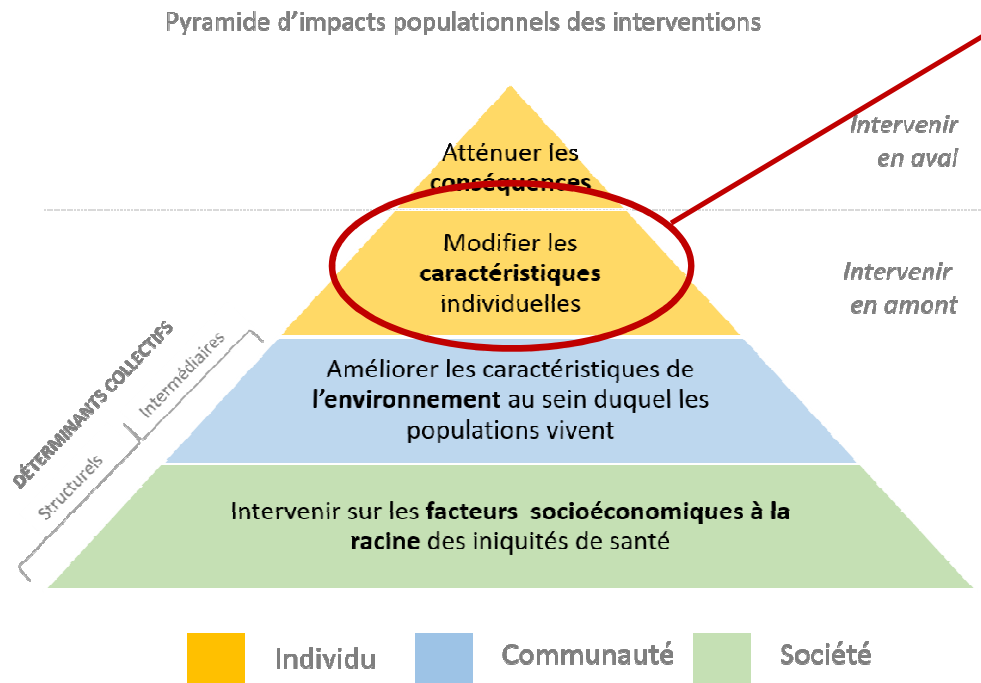 Pyramide d’impacts populationnels des interventions
Intervenir
en aval
Atténuer les
conséquences
Modifier les
caractéristiques
individuelles
Intervenir
en amont
DÉTERMINANTS COLLECTIFS
Intermédiaires
Structurels
Améliorer les caractéristiques de
l’environnement au sein duquel les
populations vivent
Intervenir sur les facteurs socioéconomiques à la
racine des iniquités de santé
Individu
Communauté
Société